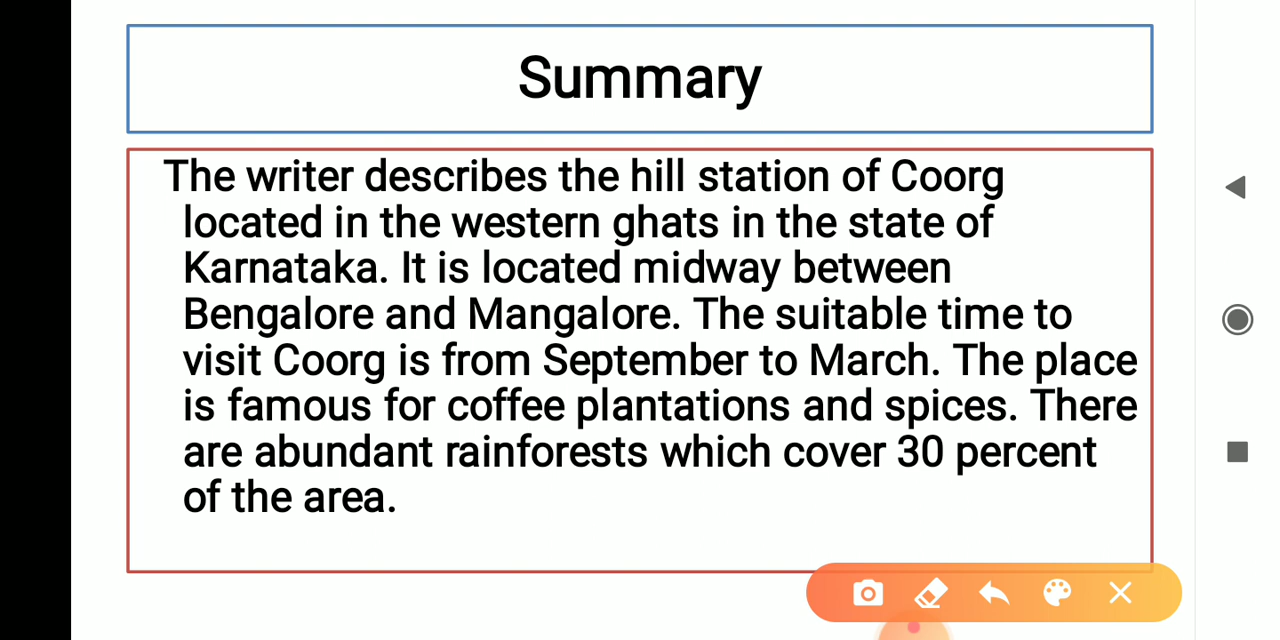 Summary
The writer describes the hill station of Coorg
located in the western ghats in the state of
Karnataka. It is located midway between
Bengalore and Mangalore. The suitable time to
visit Coorg is from September to March. The place
is famous for coffee plantations and spices. There
are abundant rainforests which cover 30 percent
of the area.